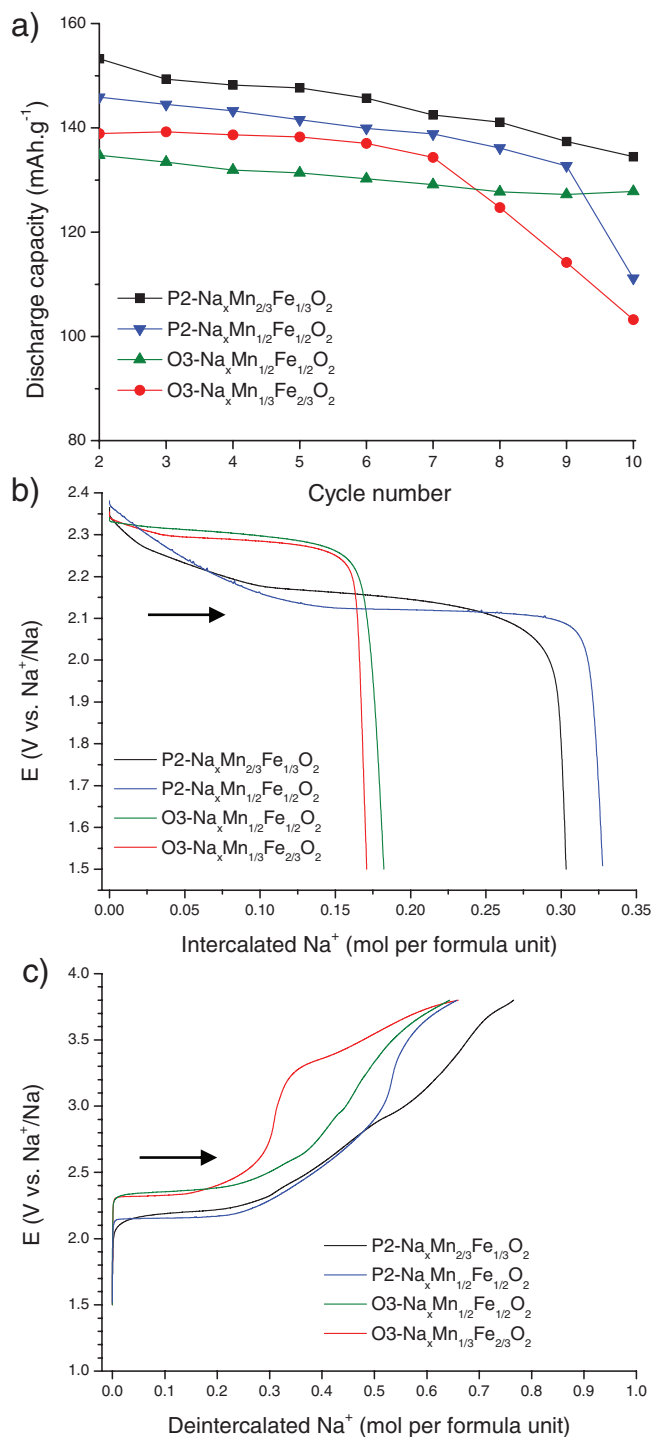 a)
160
140
120
100
80
Discharge capacity (mAh.g⁻¹)
P2-NaₓMn₂/₃Fe₁/₃O₂
P2-NaₓMn₁/₂Fe₁/₂O₂
O3-NaₓMn₁/₂Fe₁/₂O₂
O3-NaₓMn₁/₃Fe₂/₃O₂
2 3 4 5 6 7 8 9 10
Cycle number
b)
2.4
2.3
2.2
2.1
2.0
1.9
1.8
1.7
1.6
1.5
E (V vs. Na⁺/Na)
P2-NaₓMn₂/₃Fe₁/₃O₂
P2-NaₓMn₁/₂Fe₁/₂O₂
O3-NaₓMn₁/₂Fe₁/₂O₂
O3-NaₓMn₁/₃Fe₂/₃O₂
0.00 0.05 0.10 0.15 0.20 0.25 0.30 0.35
Intercalated Na⁺ (mol per formula unit)
c)
4.0
3.5
3.0
2.5
2.0
1.5
1.0
E (V vs. Na⁺/Na)
P2-NaₓMn₂/₃Fe₁/₃O₂
P2-NaₓMn₁/₂Fe₁/₂O₂
O3-NaₓMn₁/₂Fe₁/₂O₂
O3-NaₓMn₁/₃Fe₂/₃O₂
0.0 0.1 0.2 0.3 0.4 0.5 0.6 0.7 0.8 0.9 1.0
Deintercalated Na⁺ (mol per formula unit)